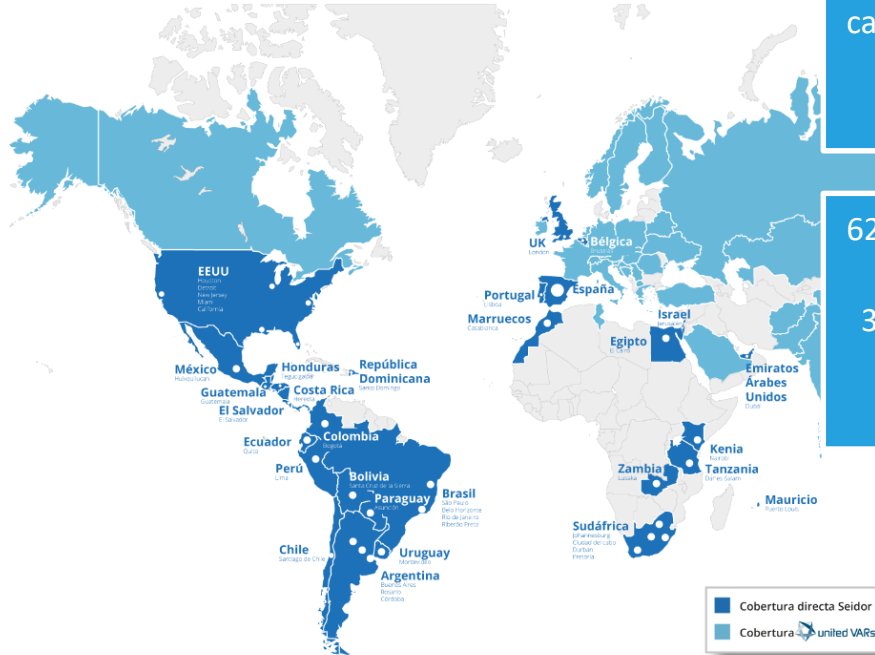 ca
62
3
EEUU
Houston
Detroit
New Jersey
Miami
California
UK
London
Bélgica
Bruselas
Portugal
Lisboa
España
Marruecos
Casablanca
Israel
Jerusalén
Egipto
El Cairo
Emiratos
Árabes
Unidos
Dubai
México
Huixquilucan
Honduras
Tegucigalpa
República
Dominicana
Santo Domingo
Guatemala
Guatemala
Costa Rica
Heredia
El Salvador
El Salvador
Ecuador
Quito
Colombia
Bogotá
Perú
Lima
Bolivia
Santa Cruz de la Sierra
Paraguay
Asunción
Brasil
São Paulo
Belo Horizonte
Rio de Janeiro
Ribeirão Preto
Chile
Santiago de Chile
Uruguay
Montevideo
Argentina
Buenos Aires
Rosario
Córdoba
Kenia
Nairobi
Zambia
Lusaka
Tanzania
Dar es Salam
Mauricio
Puerto Louis
Sudáfrica
Johannesburg
Ciudad del Cabo
Durban
Pretoria
Cobertura directa Seidor
Cobertura united VARs